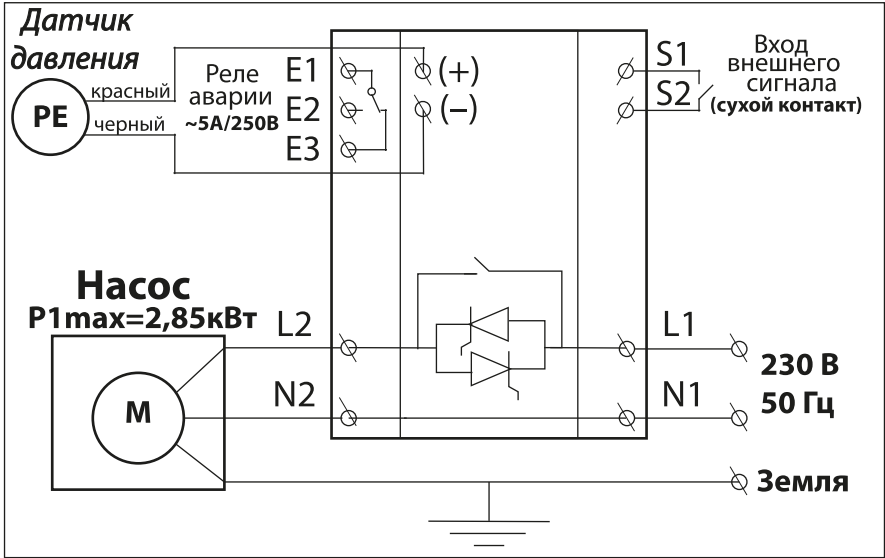 Датчик
давления
PE
красный
черный
Реле
аварии
~5A/250В
E1
E2
E3
(+)
(–)
S1
S2
Вход
внешнего
сигнала
(сухой контакт)
Насос
P1max=2,85кВт
M
L2
N2
L1
N1
230 В
50 Гц
Земля